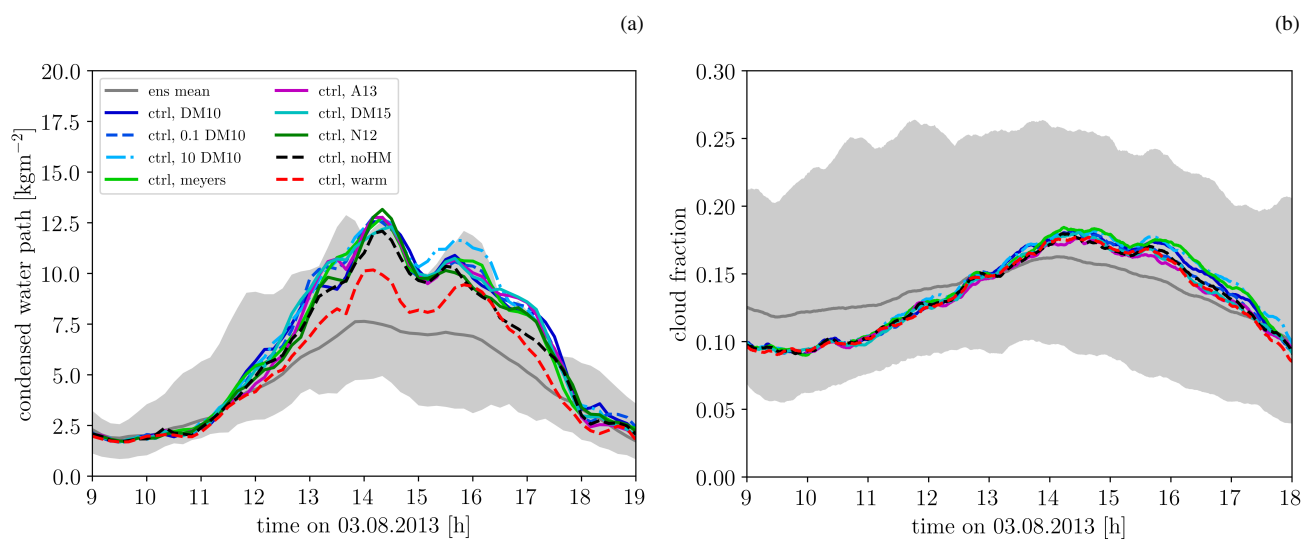 (a)
(b)
condensed water path [kgm−2]
20.0
17.5
15.0
12.5
10.0
7.5
5.0
2.5
0.0
ens mean
ctrl, DM10
ctrl, 0.1 DM10
ctrl, 10 DM10
ctrl, meyers
ctrl, A13
ctrl, DM15
ctrl, N12
ctrl, noHM
ctrl, warm
9 10 11 12 13 14 15 16 17 18 19
time on 03.08.2013 [h]
cloud fraction
0.30
0.25
0.20
0.15
0.10
0.05
0.00
9 10 11 12 13 14 15 16 17 18
time on 03.08.2013 [h]